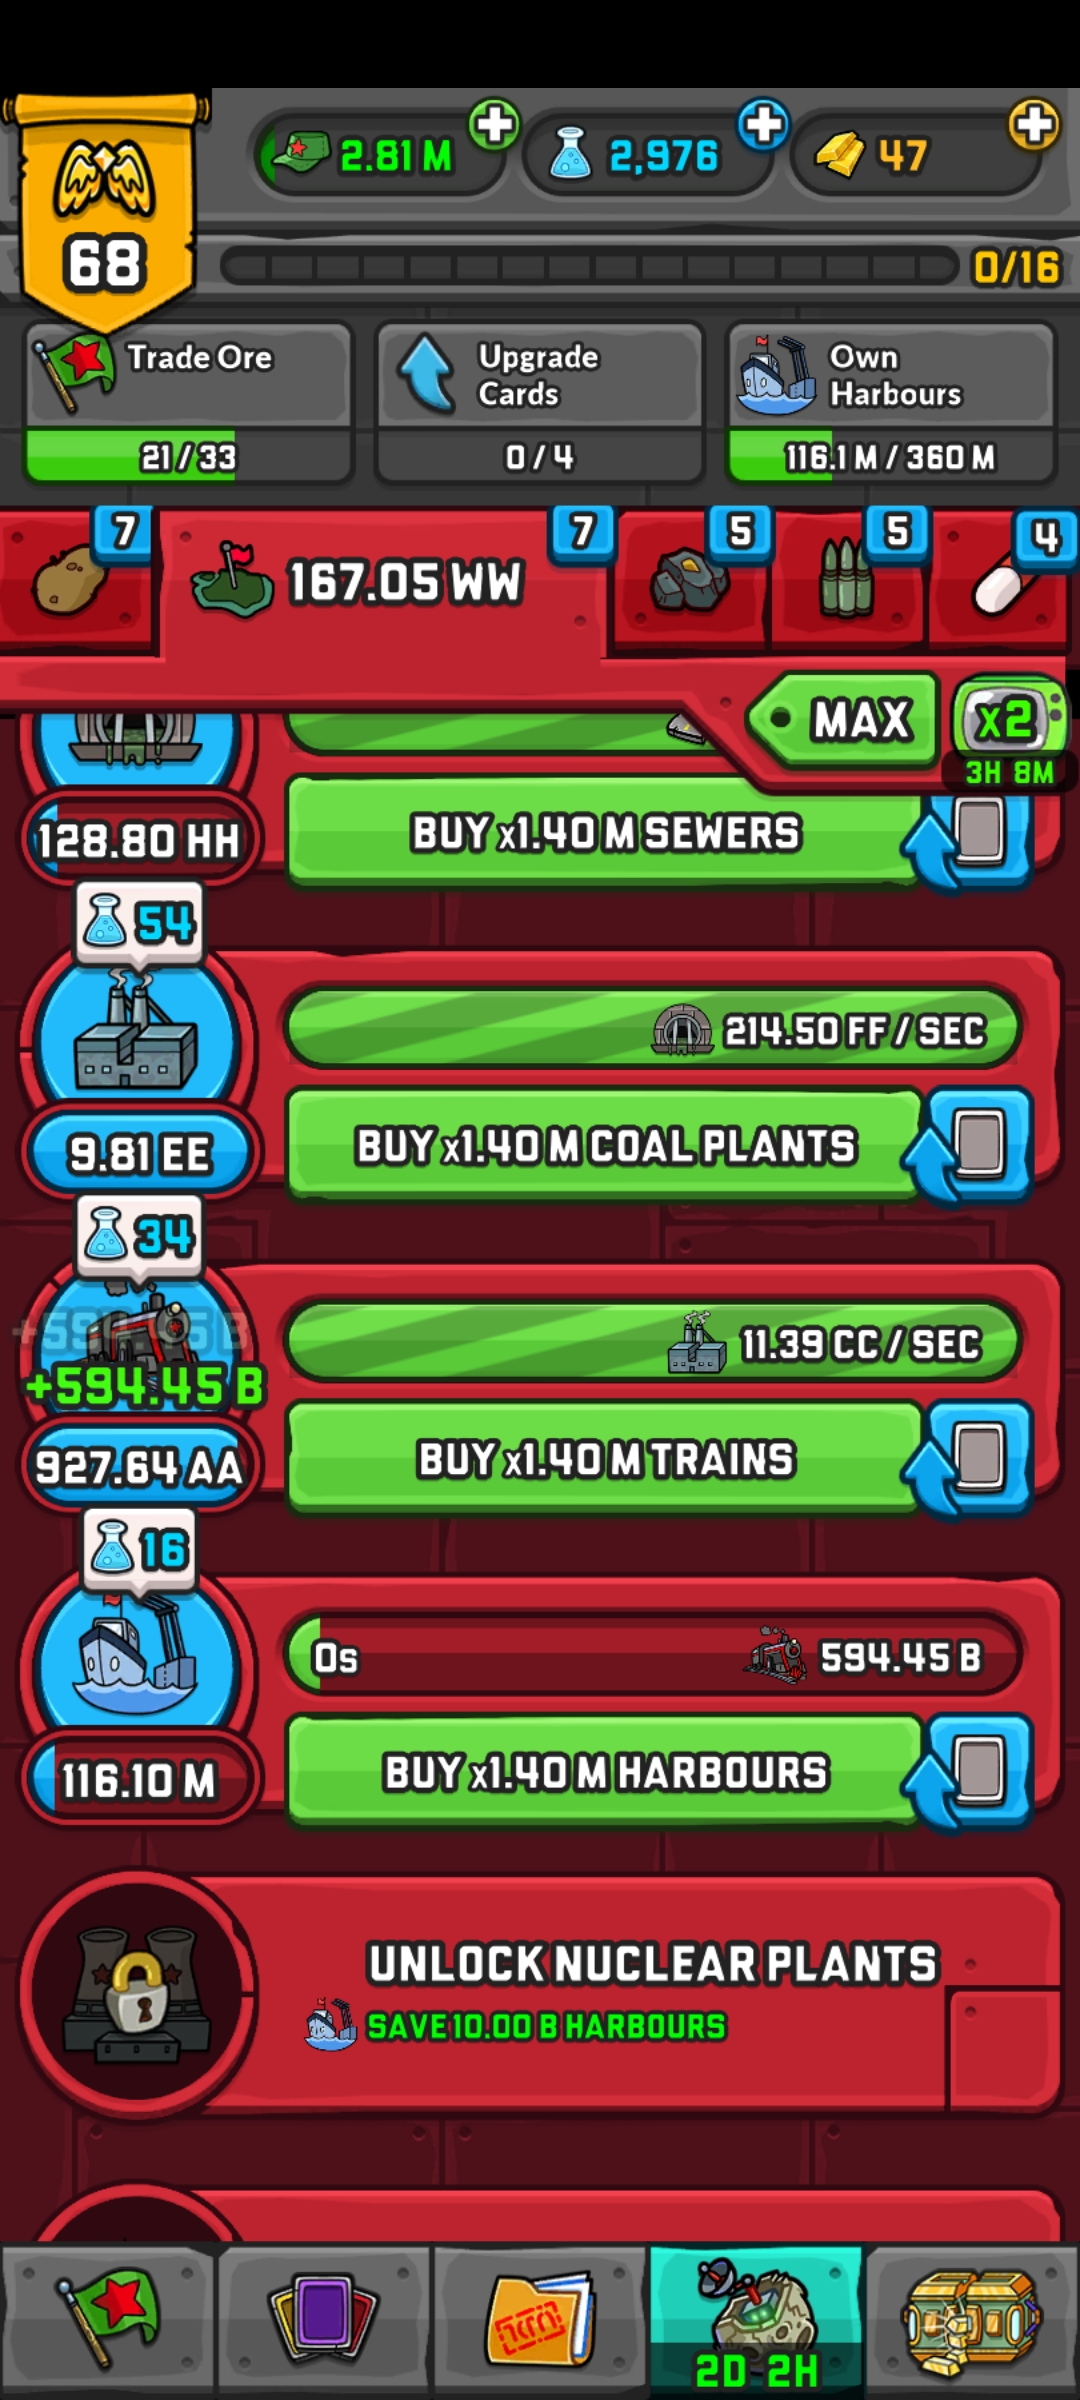 2.81 M
2,976
47
68
0/16
Trade Ore
21 / 33
Upgrade
Cards
0 / 4
Own
Harbours
116.1 M / 360 M
7
167.05 WW
7
5
5
4
MAX
x2
3H 8M
128.80 HH
BUY x1.40 M SEWERS
54
214.50 FF / SEC
9.81 EE
BUY x1.40 M COAL PLANTS
34
+594.45 B
+594.45 B
11.39 CC / SEC
927.64 AA
BUY x1.40 M TRAINS
16
0s
594.45 B
116.10 M
BUY x1.40 M HARBOURS
UNLOCK NUCLEAR PLANTS
SAVE 10.00 B HARBOURS
2D 2H